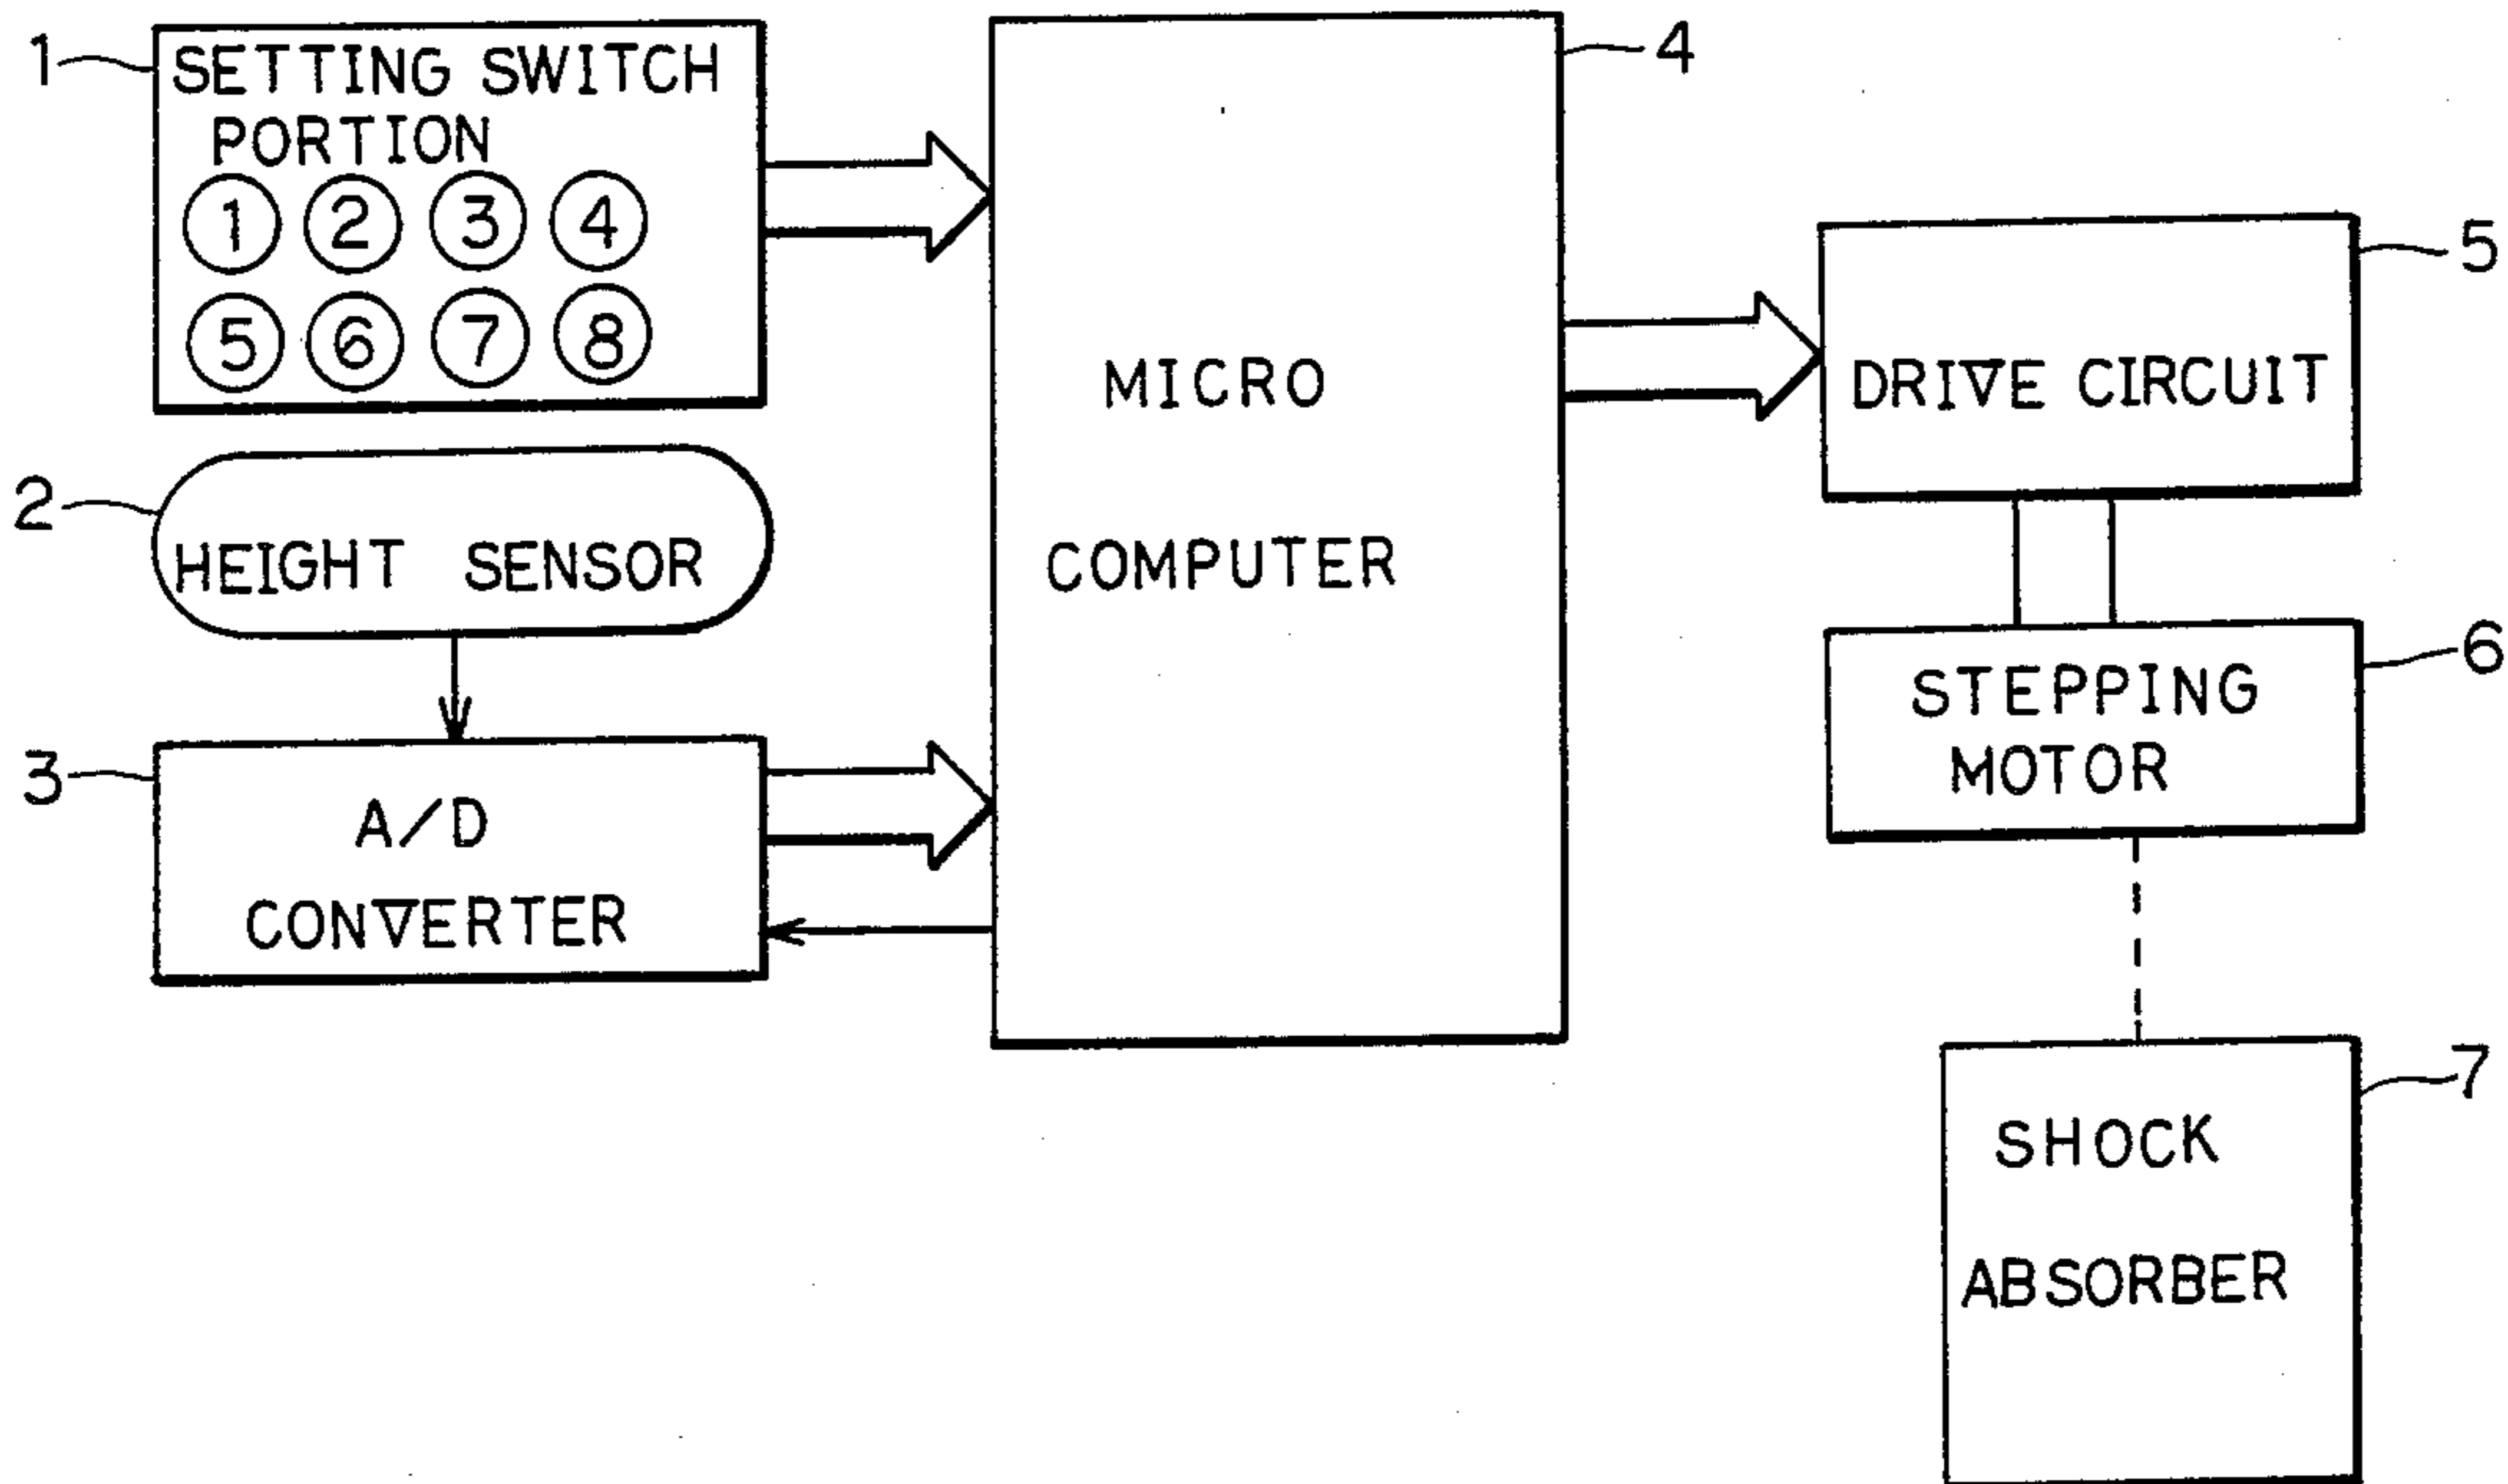 1
SETTING SWITCH
PORTION
① ② ③ ④
⑤ ⑥ ⑦ ⑧
2
HEIGHT SENSOR
3
A/D
CONVERTER
4
MICRO
COMPUTER
5
DRIVE CIRCUIT
6
STEPPING
MOTOR
7
SHOCK
ABSORBER